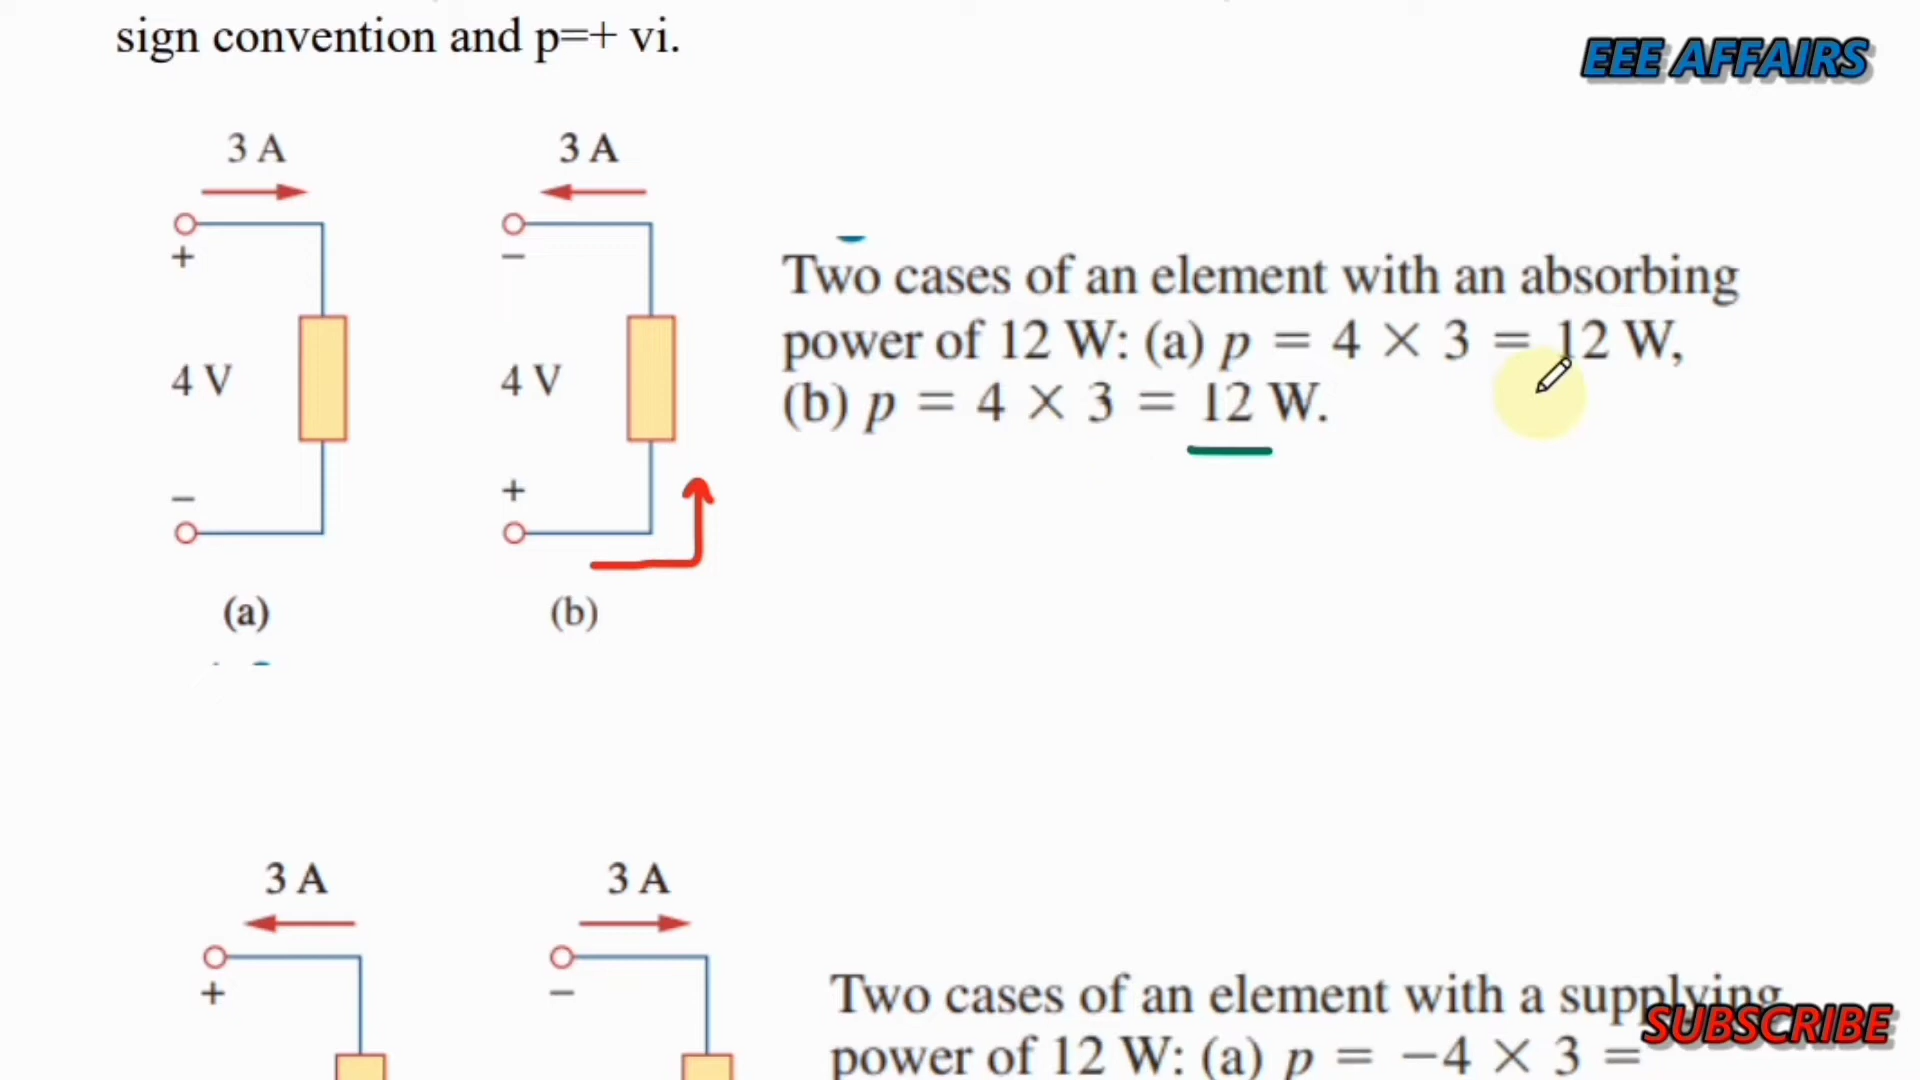 sign convention and p=+ vi.
EEE AFFAIRS
3 A
3 A
+
−
Two cases of an element with an absorbing
power of 12 W: (a) p = 4 × 3 = 12 W,
(b) p = 4 × 3 = 12 W.
4 V
4 V
−
+
(a)
(b)
3 A
3 A
+
−
Two cases of an element with a supplying
power of 12 W: (a) p = −4 × 3 =
SUBSCRIBE